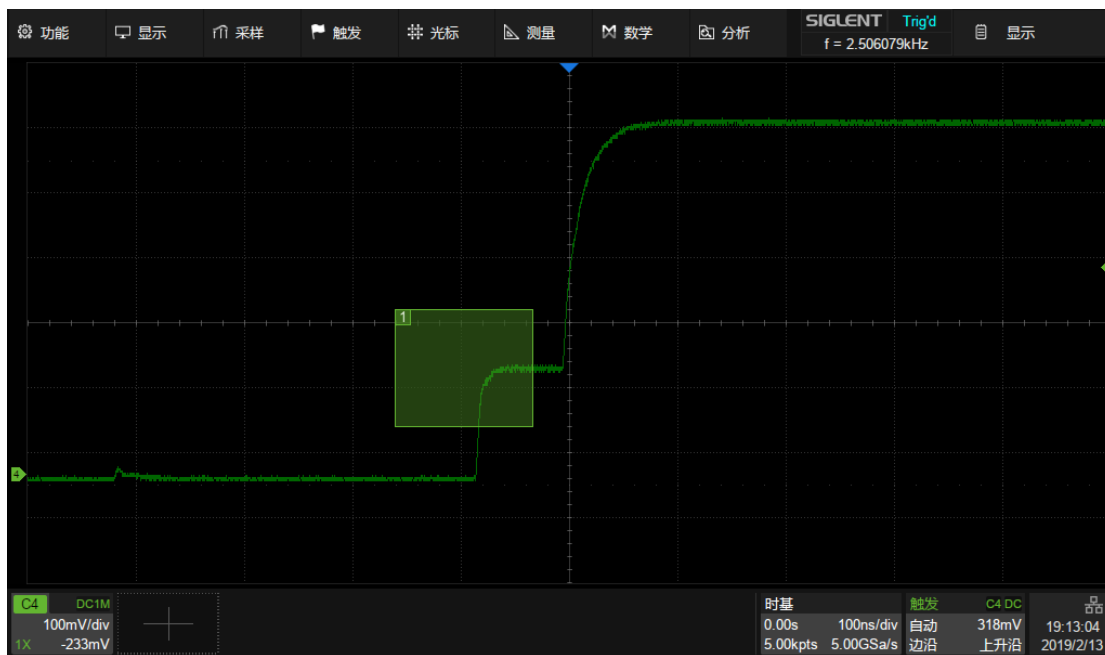 功能 显示 采样 触发 光标 测量 数学 分析 SIGLENT Trig'd 显示
f = 2.506079kHz
1
4
C4 DC1M 时基 触发 C4 DC
100mV/div 0.00s 100ns/div 自动 318mV 19:13:04
1X -233mV 5.00kpts 5.00GSa/s 边沿 上升沿 2019/2/13